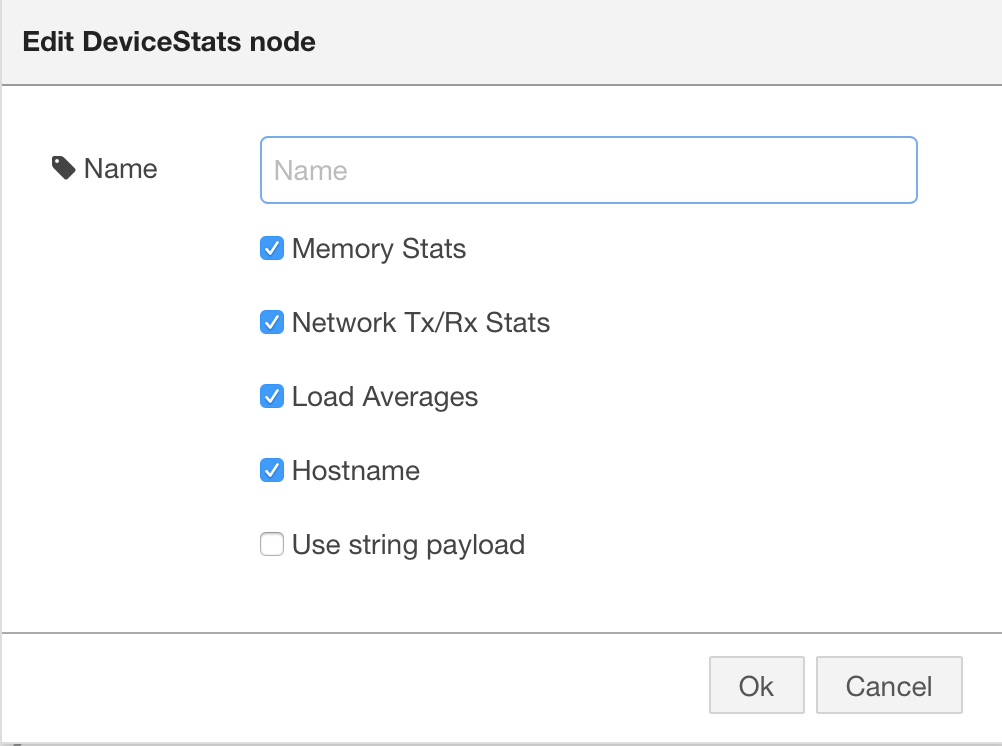 Edit DeviceStats node
Name
Name
Memory Stats
Network Tx/Rx Stats
Load Averages
Hostname
Use string payload
Ok
Cancel